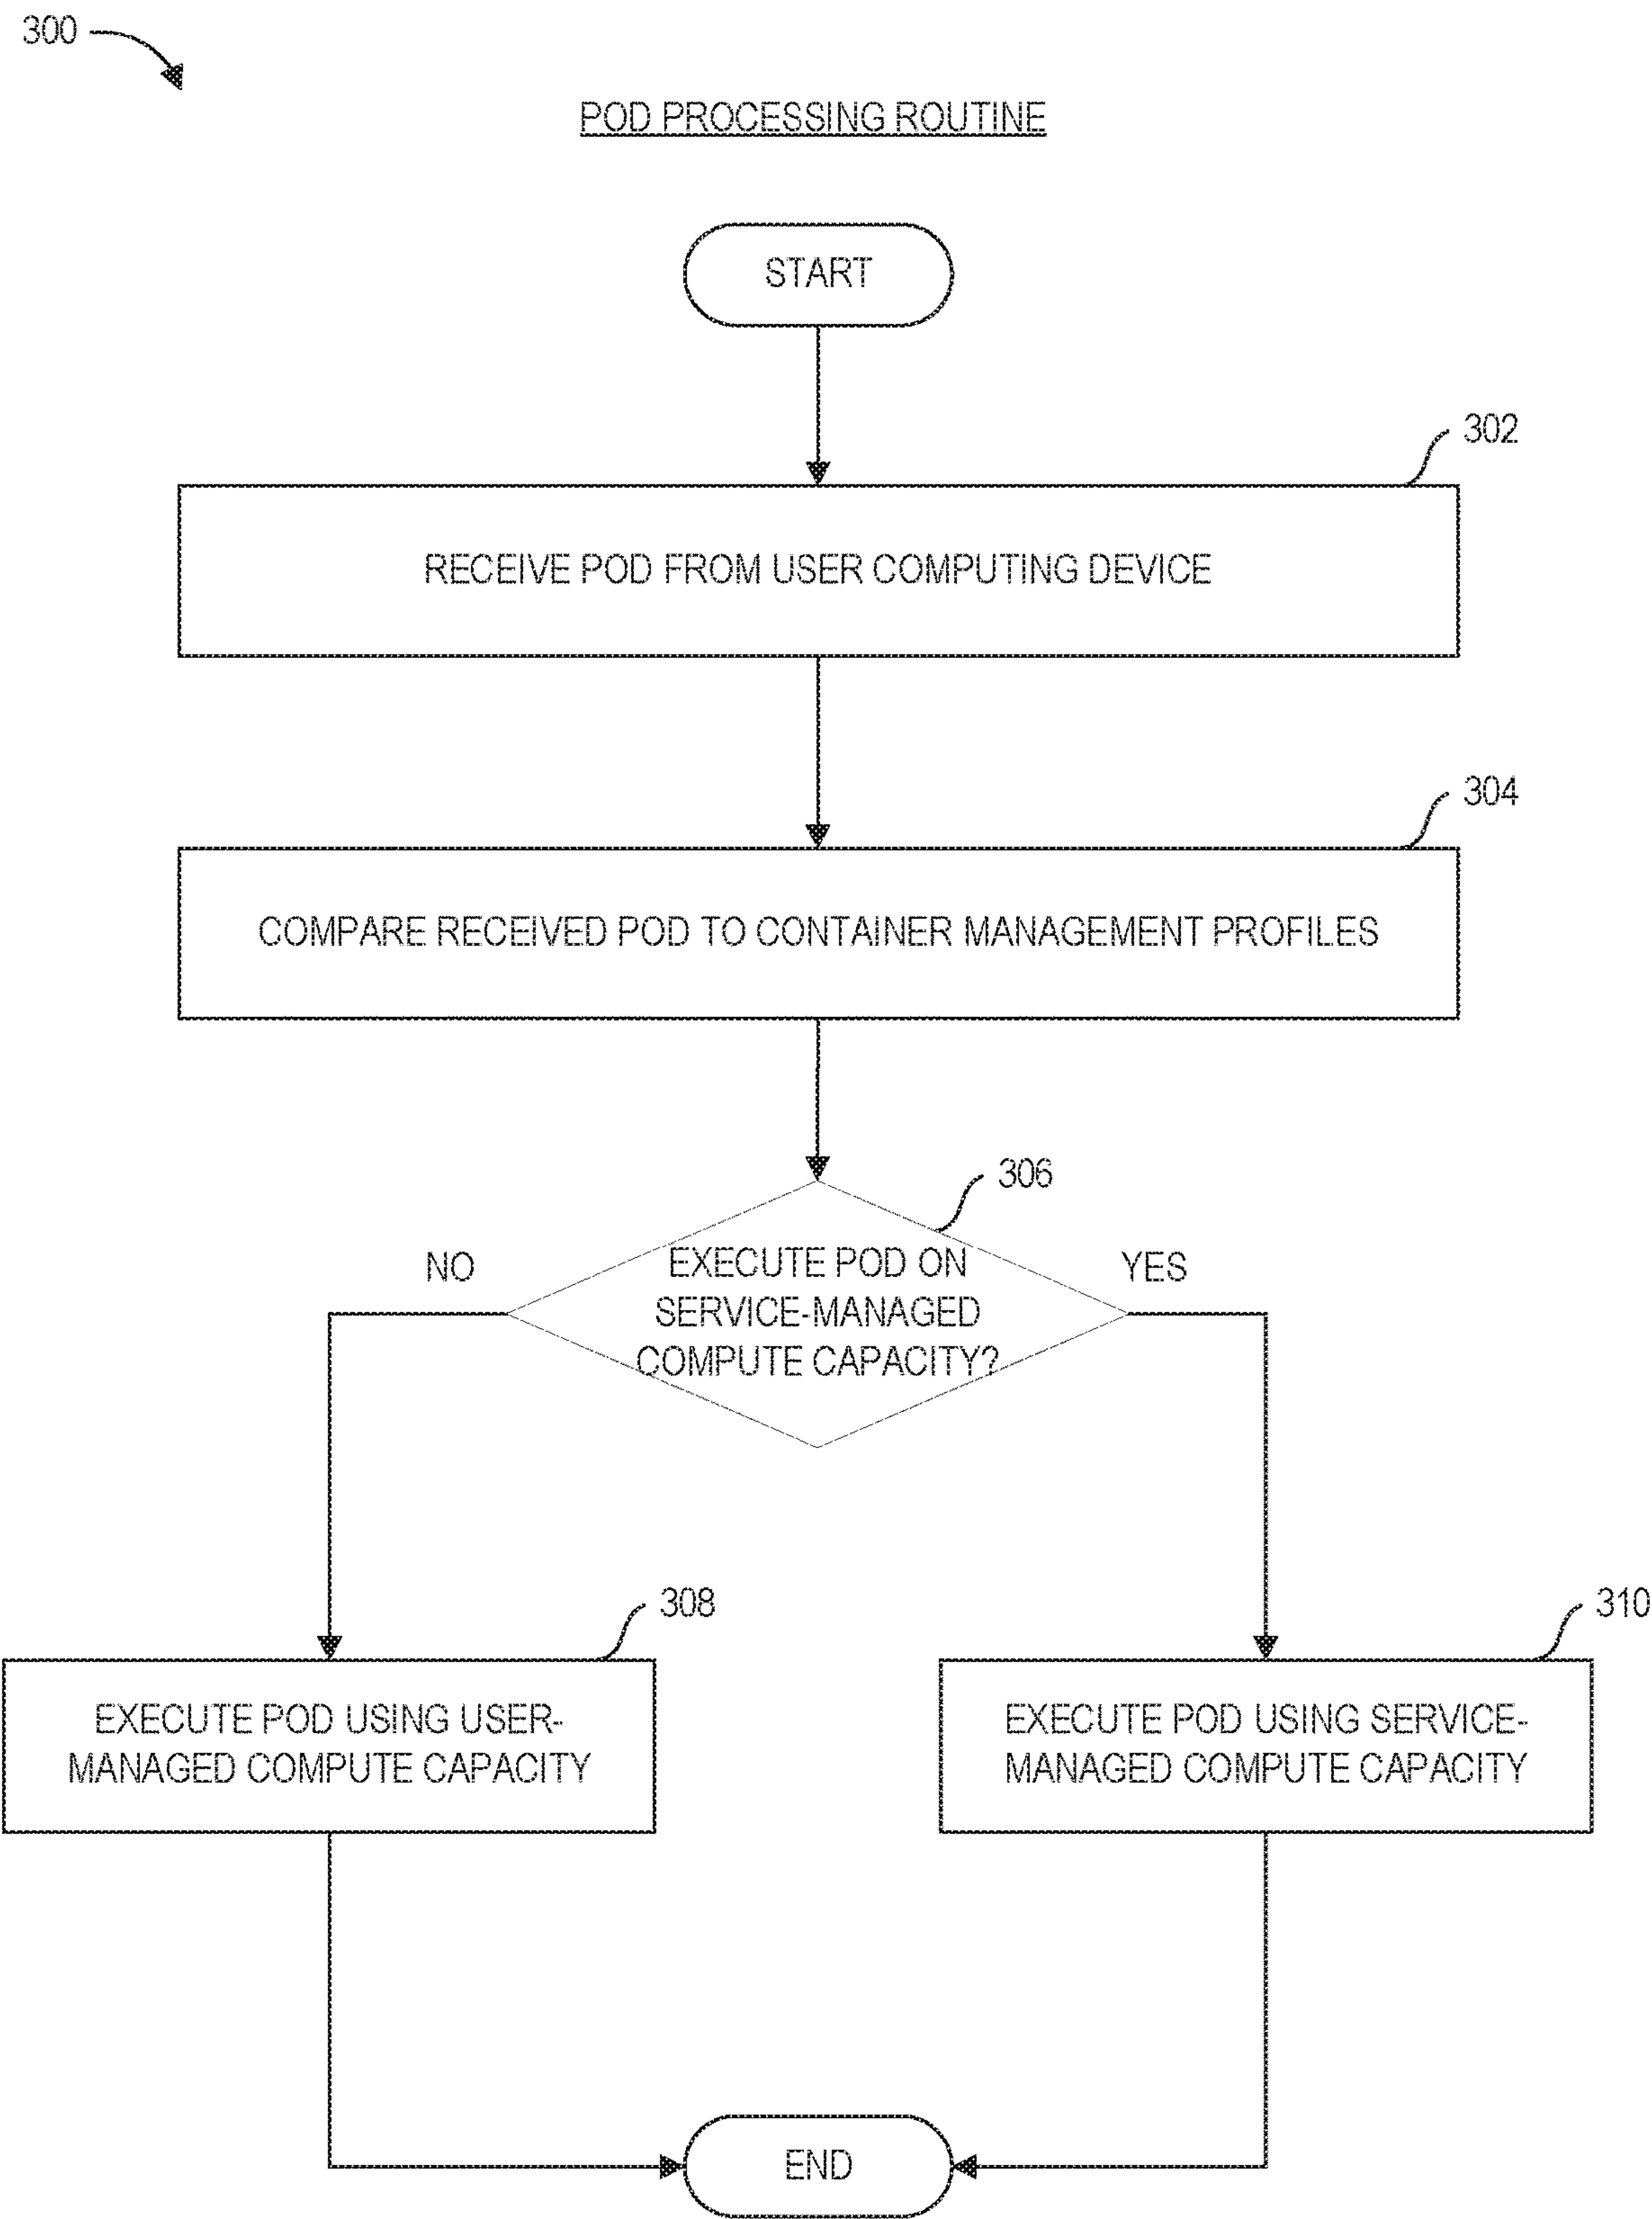 300
POD PROCESSING ROUTINE
START
302
RECEIVE POD FROM USER COMPUTING DEVICE
304
COMPARE RECEIVED POD TO CONTAINER MANAGEMENT PROFILES
306
NO
EXECUTE POD ON
SERVICE-MANAGED
COMPUTE CAPACITY?
YES
308
EXECUTE POD USING USER-
MANAGED COMPUTE CAPACITY
310
EXECUTE POD USING SERVICE-
MANAGED COMPUTE CAPACITY
END